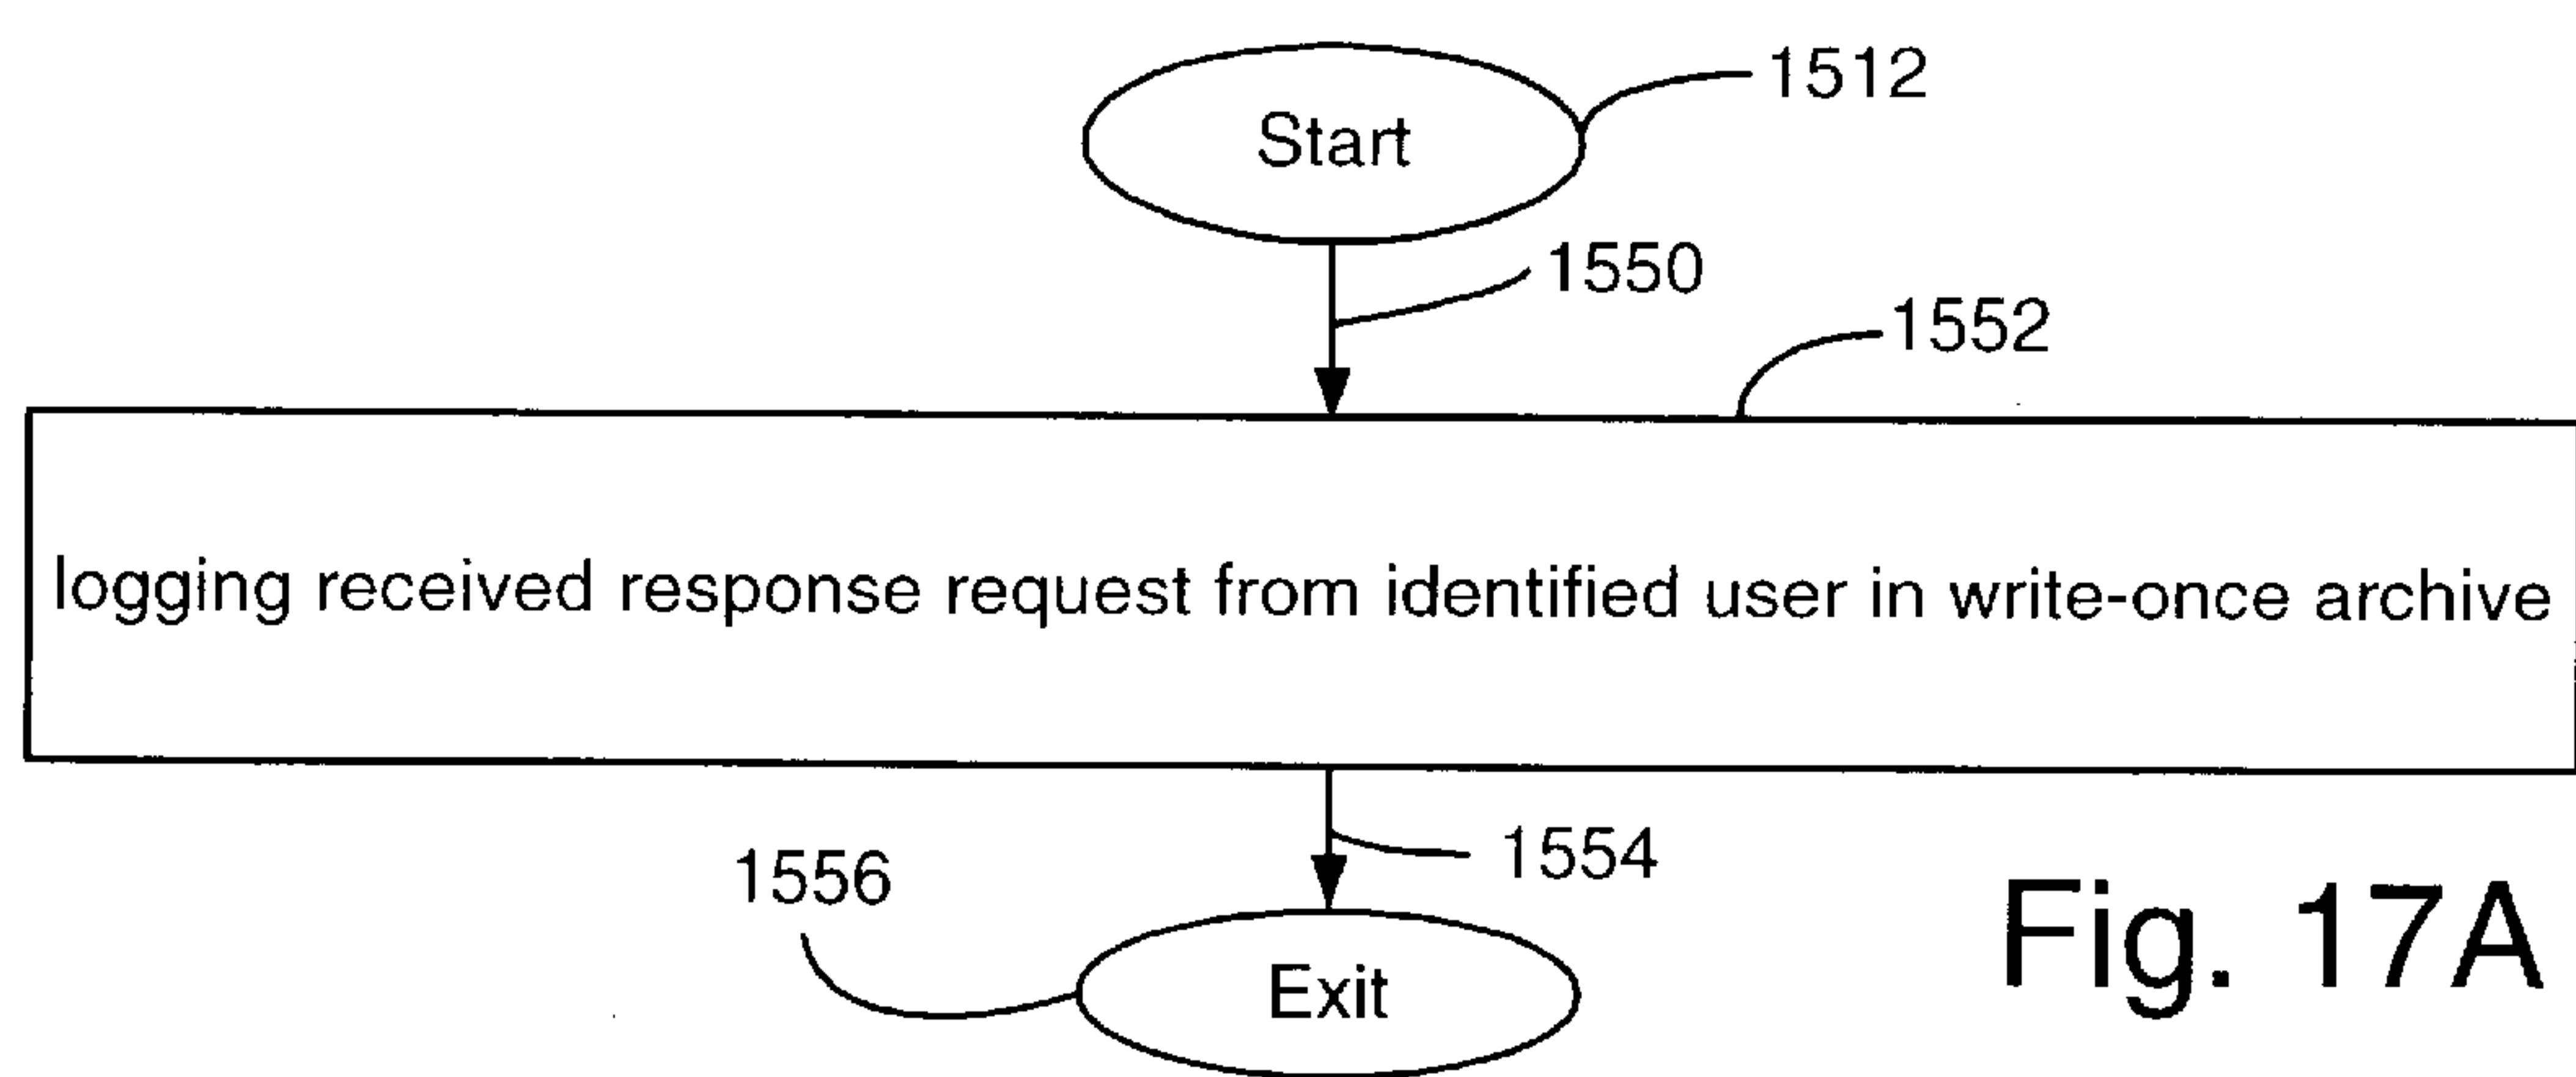 Start
1512
1550
1552
logging received response request from identified user in write-once archive
1554
1556
Exit
Fig. 17A